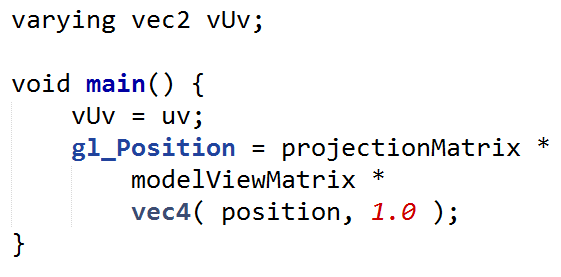 varying vec2 vUv;
void main() {
vUv = uv;
gl_Position = projectionMatrix *
modelViewMatrix *
vec4( position, 1.0 );
}